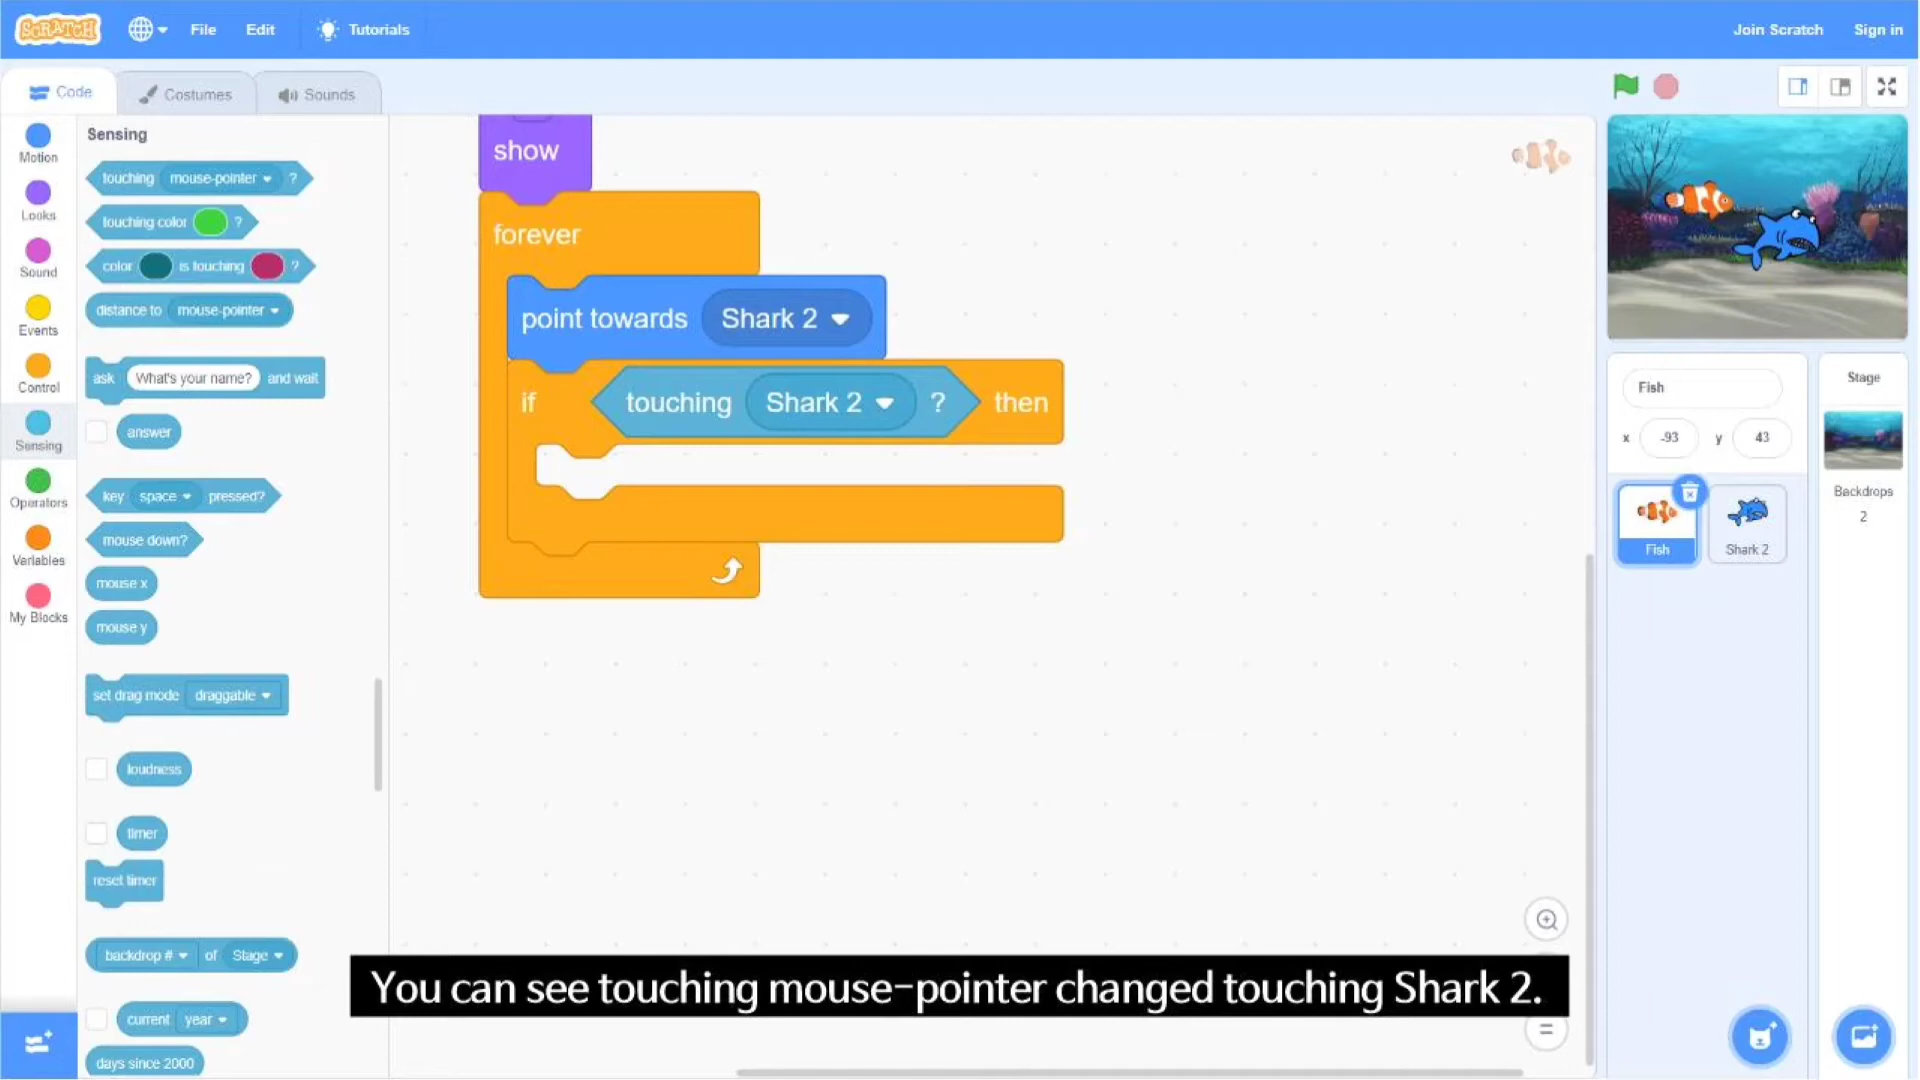 SCRATCH
File
Edit
Tutorials
Join Scratch
Sign in
Code
Costumes
Sounds
Motion
Looks
Sound
Events
Control
Sensing
Operators
Variables
My Blocks
Sensing
touching mouse-pointer ?
touching color ?
color is touching ?
distance to mouse-pointer
ask What's your name? and wait
answer
key space pressed?
mouse down?
mouse x
mouse y
set drag mode draggable
loudness
timer
reset timer
backdrop # of Stage
current year
days since 2000
show
forever
point towards Shark 2
if touching Shark 2 ? then
Fish
x -93 y 43
Fish
Shark 2
Stage
Backdrops
2
You can see touching mouse-pointer changed touching Shark 2.